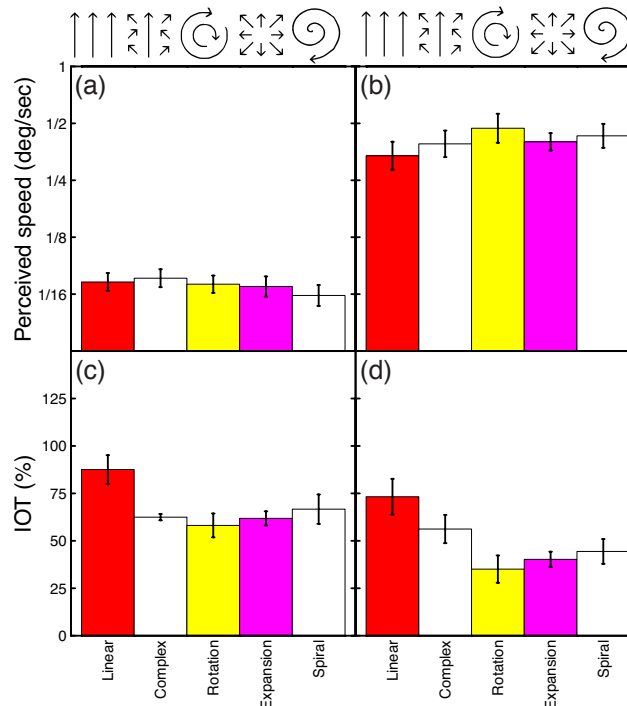 (a)
(b)
Perceived speed (deg/sec)
1
1/2
1/4
1/8
1/16
(c)
(d)
IOT (%)
125
100
75
50
25
0
Linear
Complex
Rotation
Expansion
Spiral
Linear
Complex
Rotation
Expansion
Spiral